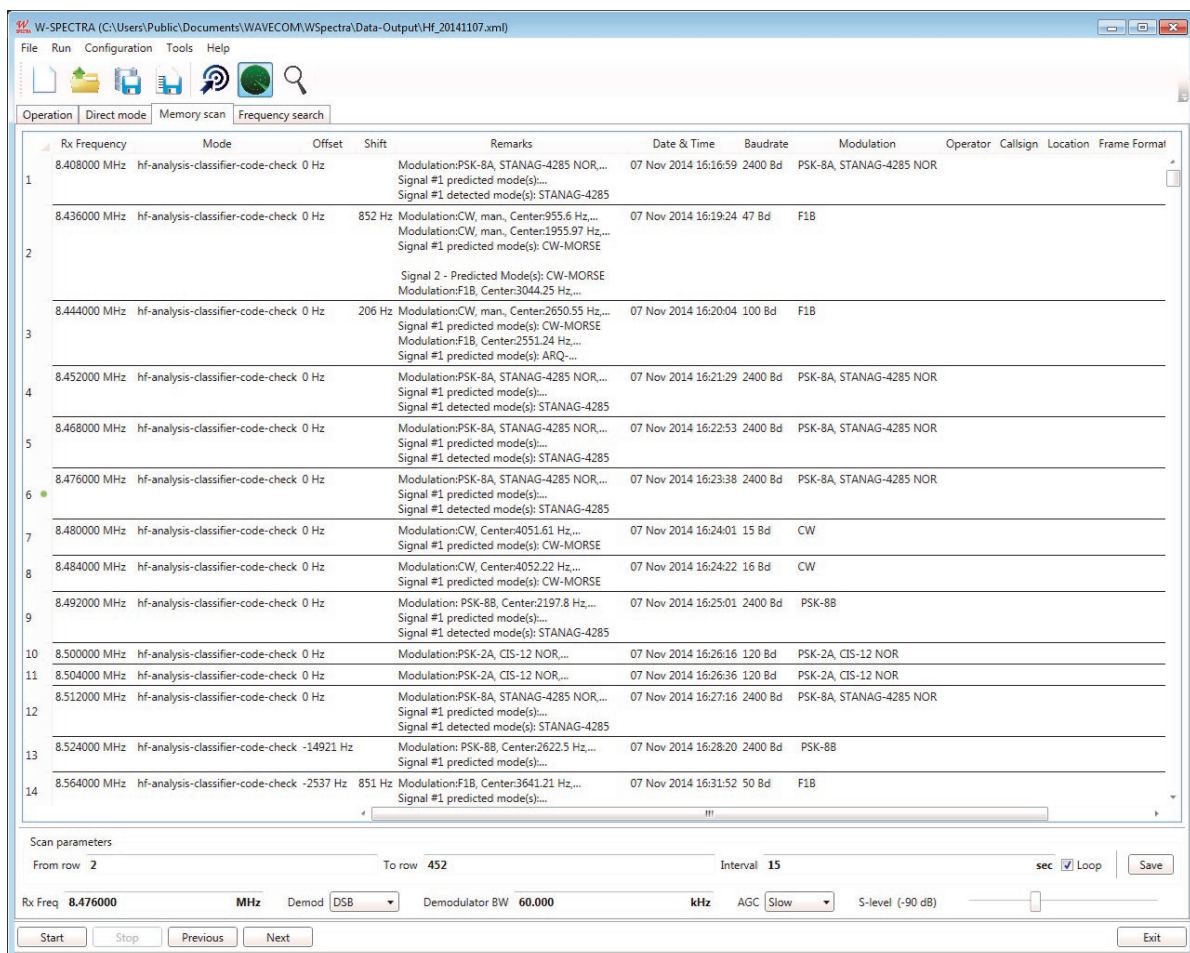 W-SPECTRA (C:\Users\Public\Documents\WAVECOM\WSpectra\Data-Output\Hf_20141107.xml)
File Run Configuration Tools Help
Operation Direct mode Memory scan Frequency search
Rx Frequency Mode Offset Shift Remarks Date & Time Baudrate Modulation Operator Callsign Location Frame Format
1 8.408000 MHz hf-analysis-classifier-code-check 0 Hz Modulation:PSK-8A, STANAG-4285 NOR,... 07 Nov 2014 16:16:59 2400 Bd PSK-8A, STANAG-4285 NOR
Signal #1 predicted mode(s):...
Signal #1 detected mode(s): STANAG-4285
2 8.436000 MHz hf-analysis-classifier-code-check 0 Hz 852 Hz Modulation:CW, man., Center:955.6 Hz,... 07 Nov 2014 16:19:24 47 Bd F1B
Modulation:CW, man., Center:1955.97 Hz,...
Signal #1 predicted mode(s): CW-MORSE
Signal 2 - Predicted Mode(s): CW-MORSE
Modulation:F1B, Center:3044.25 Hz,...
3 8.444000 MHz hf-analysis-classifier-code-check 0 Hz 206 Hz Modulation:CW, man., Center:2650.55 Hz,... 07 Nov 2014 16:20:04 100 Bd F1B
Signal #1 predicted mode(s): CW-MORSE
Modulation:F1B, Center:2551.24 Hz,...
Signal #1 predicted mode(s): ARQ-...
4 8.452000 MHz hf-analysis-classifier-code-check 0 Hz Modulation:PSK-8A, STANAG-4285 NOR,... 07 Nov 2014 16:21:29 2400 Bd PSK-8A, STANAG-4285 NOR
Signal #1 predicted mode(s):...
Signal #1 detected mode(s): STANAG-4285
5 8.468000 MHz hf-analysis-classifier-code-check 0 Hz Modulation:PSK-8A, STANAG-4285 NOR,... 07 Nov 2014 16:22:53 2400 Bd PSK-8A, STANAG-4285 NOR
Signal #1 predicted mode(s):...
Signal #1 detected mode(s): STANAG-4285
6 8.476000 MHz hf-analysis-classifier-code-check 0 Hz Modulation:PSK-8A, STANAG-4285 NOR,... 07 Nov 2014 16:23:38 2400 Bd PSK-8A, STANAG-4285 NOR
Signal #1 predicted mode(s):...
Signal #1 detected mode(s): STANAG-4285
7 8.480000 MHz hf-analysis-classifier-code-check 0 Hz Modulation:CW, Center:4051.61 Hz,... 07 Nov 2014 16:24:01 15 Bd CW
Signal #1 predicted mode(s): CW-MORSE
8 8.484000 MHz hf-analysis-classifier-code-check 0 Hz Modulation:CW, Center:4052.22 Hz,... 07 Nov 2014 16:24:22 16 Bd CW
Signal #1 predicted mode(s): CW-MORSE
9 8.492000 MHz hf-analysis-classifier-code-check 0 Hz Modulation: PSK-8B, Center:2197.8 Hz,... 07 Nov 2014 16:25:01 2400 Bd PSK-8B
Signal #1 predicted mode(s):...
Signal #1 detected mode(s): STANAG-4285
10 8.500000 MHz hf-analysis-classifier-code-check 0 Hz Modulation:PSK-2A, CIS-12 NOR,... 07 Nov 2014 16:26:16 120 Bd PSK-2A, CIS-12 NOR
11 8.504000 MHz hf-analysis-classifier-code-check 0 Hz Modulation:PSK-2A, CIS-12 NOR,... 07 Nov 2014 16:26:36 120 Bd PSK-2A, CIS-12 NOR
12 8.512000 MHz hf-analysis-classifier-code-check 0 Hz Modulation:PSK-8A, STANAG-4285 NOR,... 07 Nov 2014 16:27:16 2400 Bd PSK-8A, STANAG-4285 NOR
Signal #1 predicted mode(s):...
Signal #1 detected mode(s): STANAG-4285
13 8.524000 MHz hf-analysis-classifier-code-check -14921 Hz Modulation: PSK-8B, Center:2622.5 Hz,... 07 Nov 2014 16:28:20 2400 Bd PSK-8B
Signal #1 predicted mode(s):...
14 8.564000 MHz hf-analysis-classifier-code-check -2537 Hz 851 Hz Modulation:F1B, Center:3641.21 Hz,... 07 Nov 2014 16:31:52 50 Bd F1B
Signal #1 predicted mode(s):...
Scan parameters
From row 2 To row 452 Interval 15 sec Loop Save
Rx Freq 8.476000 MHz Demod DSB Demodulator BW 60.000 kHz AGC Slow S-level (-90 dB)
Start Stop Previous Next Exit